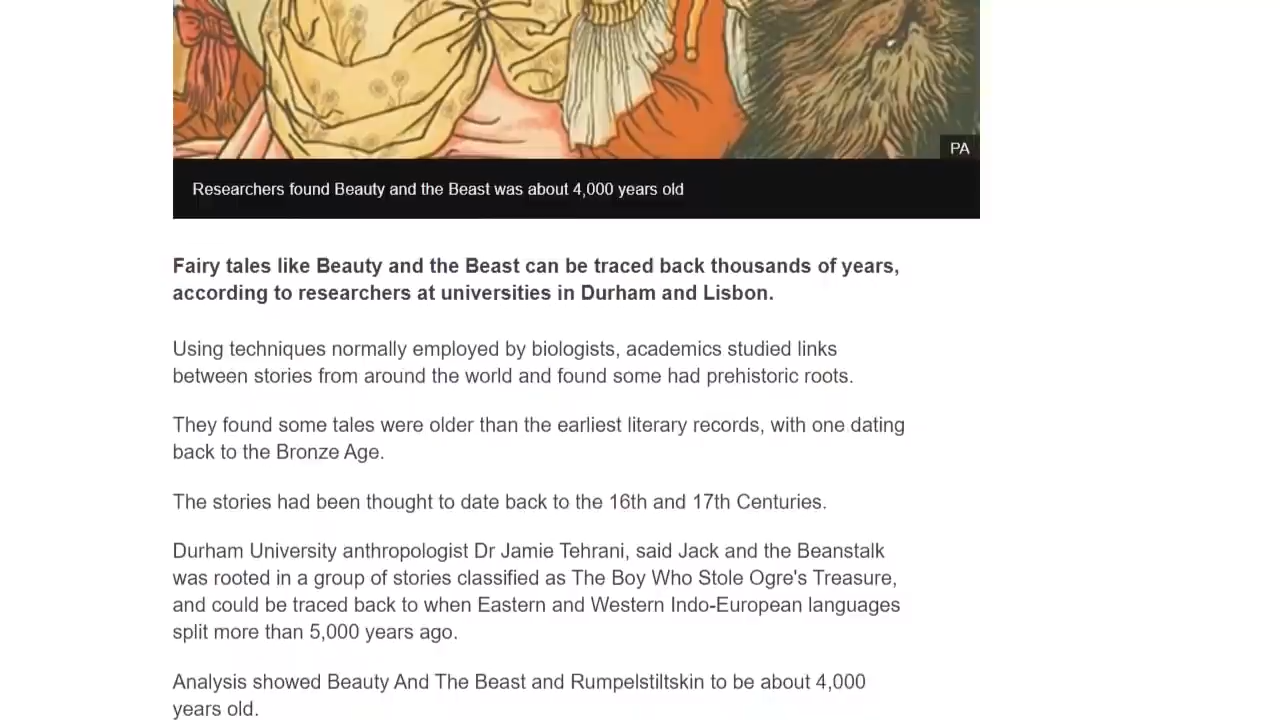 PA
Researchers found Beauty and the Beast was about 4,000 years old
Fairy tales like Beauty and the Beast can be traced back thousands of years,
according to researchers at universities in Durham and Lisbon.
Using techniques normally employed by biologists, academics studied links
between stories from around the world and found some had prehistoric roots.
They found some tales were older than the earliest literary records, with one dating
back to the Bronze Age.
The stories had been thought to date back to the 16th and 17th Centuries.
Durham University anthropologist Dr Jamie Tehrani, said Jack and the Beanstalk
was rooted in a group of stories classified as The Boy Who Stole Ogre's Treasure,
and could be traced back to when Eastern and Western Indo-European languages
split more than 5,000 years ago.
Analysis showed Beauty And The Beast and Rumpelstiltskin to be about 4,000
years old.